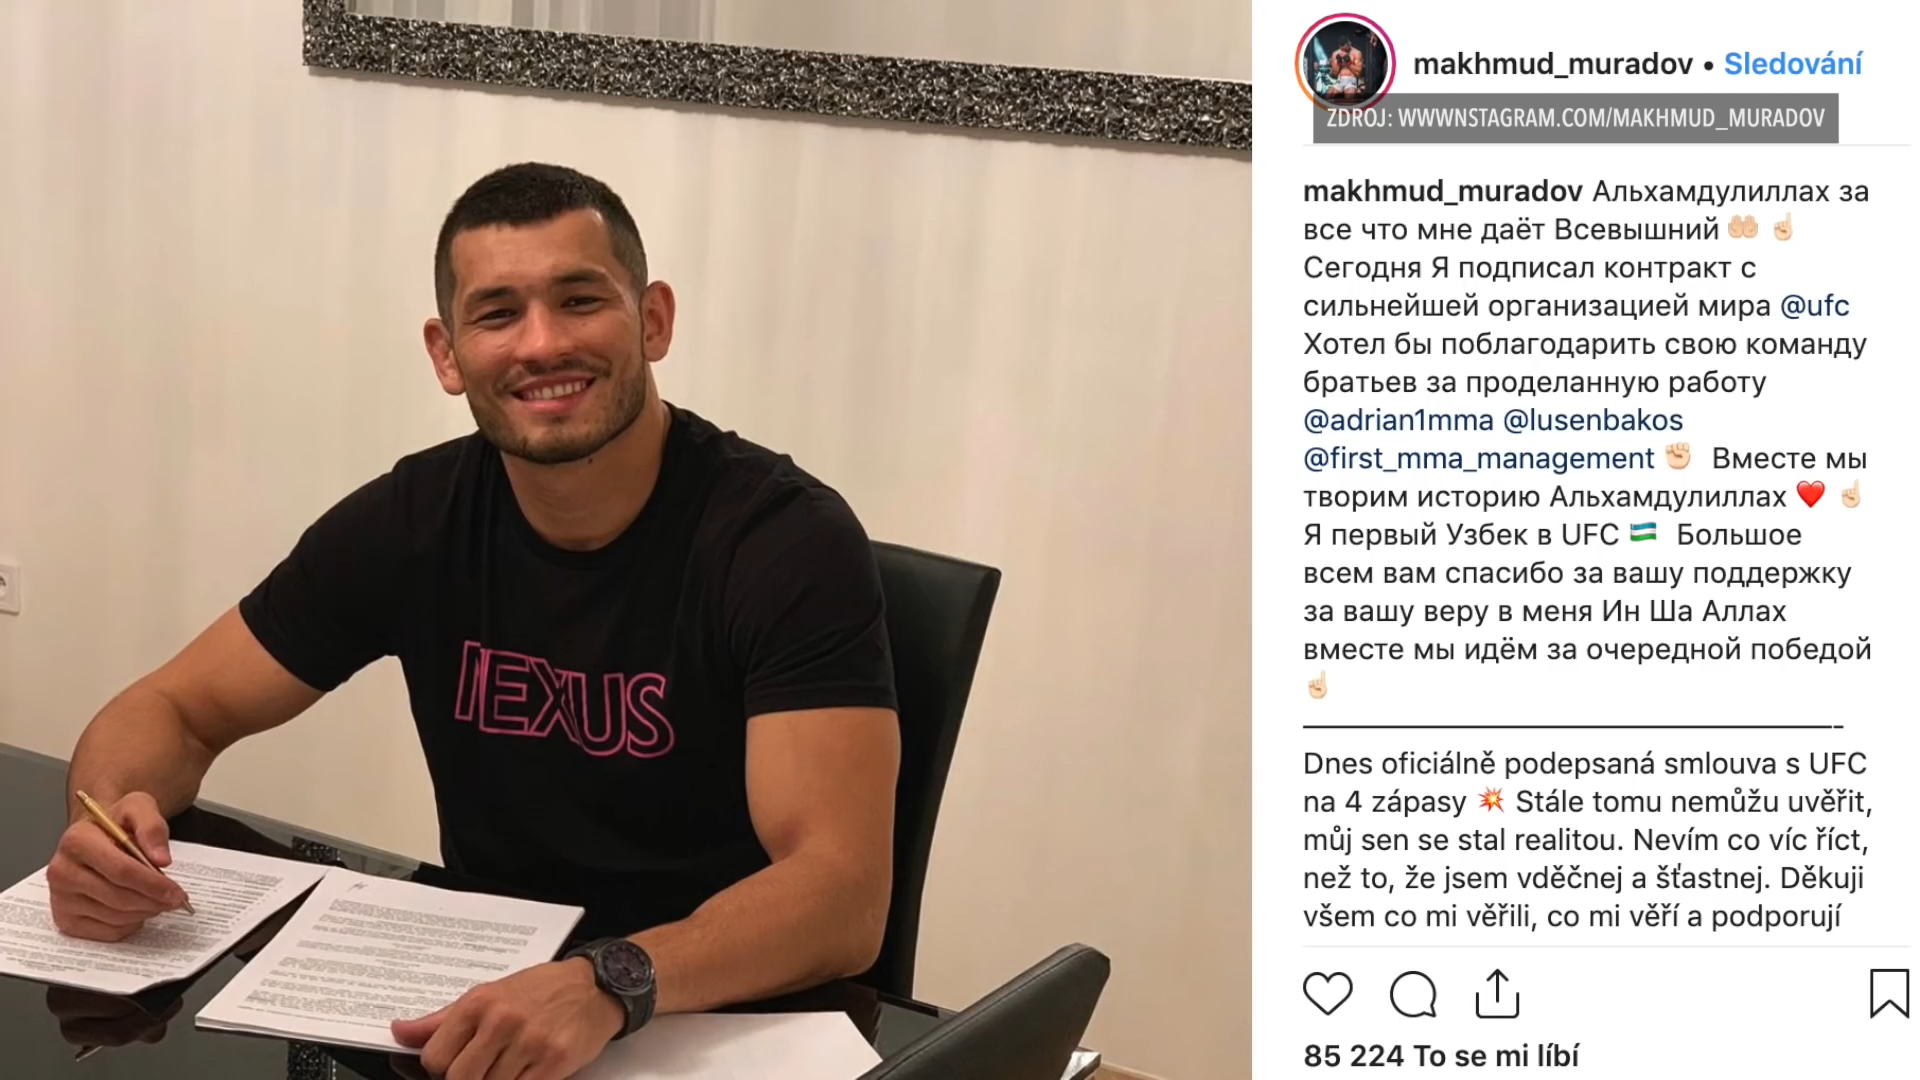 NEXUS
makhmud_muradov • Sledování
ZDROJ: WWWNSTAGRAM.COM/MAKHMUD_MURADOV
makhmud_muradov Альхамдулиллах за
все что мне даёт Всевышний 🤲🏻 ☝🏻
Сегодня Я подписал контракт с
сильнейшей организацией мира @ufc
Хотел бы поблагодарить свою команду
братьев за проделанную работу
@adrian1mma @lusenbakos
@first_mma_management ✊🏻 Вместе мы
творим историю Альхамдулиллах ❤️ ☝🏻
Я первый Узбек в UFC 🇺🇿 Большое
всем вам спасибо за вашу поддержку
за вашу веру в меня Ин Ша Аллах
вместе мы идём за очередной победой
☝🏻
Dnes oficiálně podepsaná smlouva s UFC
na 4 zápasy 💥 Stále tomu nemůžu uvěřit,
můj sen se stal realitou. Nevím co víc říct,
než to, že jsem vděčnej a šťastnej. Děkuji
všem co mi věřili, co mi věří a podporují
85 224 To se mi líbí